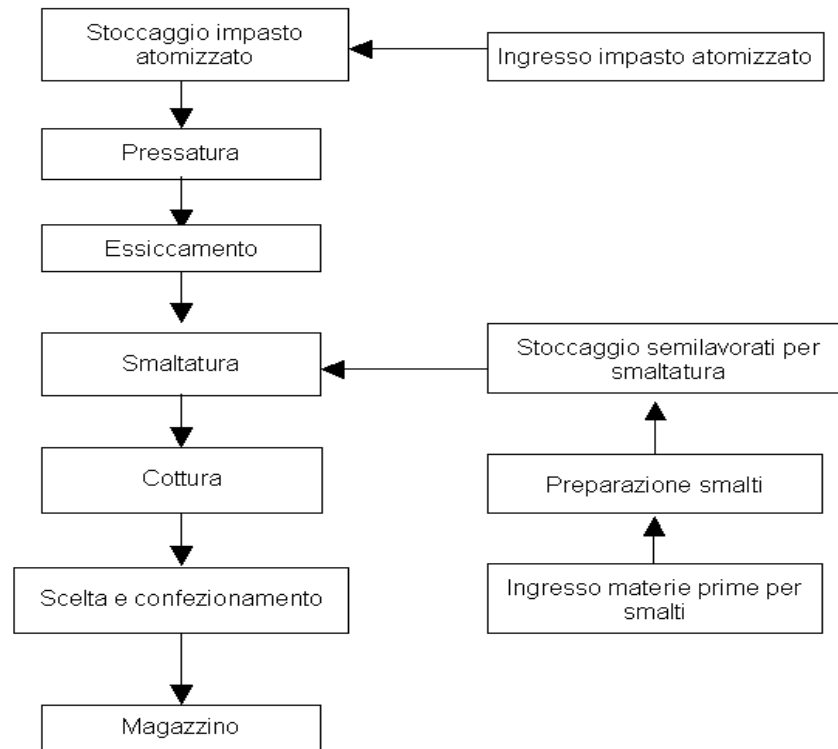 Stoccaggio impasto
atomizzato
Ingresso impasto atomizzato
Pressatura
Essiccamento
Smaltatura
Stoccaggio semilavorati per
smaltatura
Cottura
Preparazione smalti
Scelta e confezionamento
Ingresso materie prime per
smalti
Magazzino